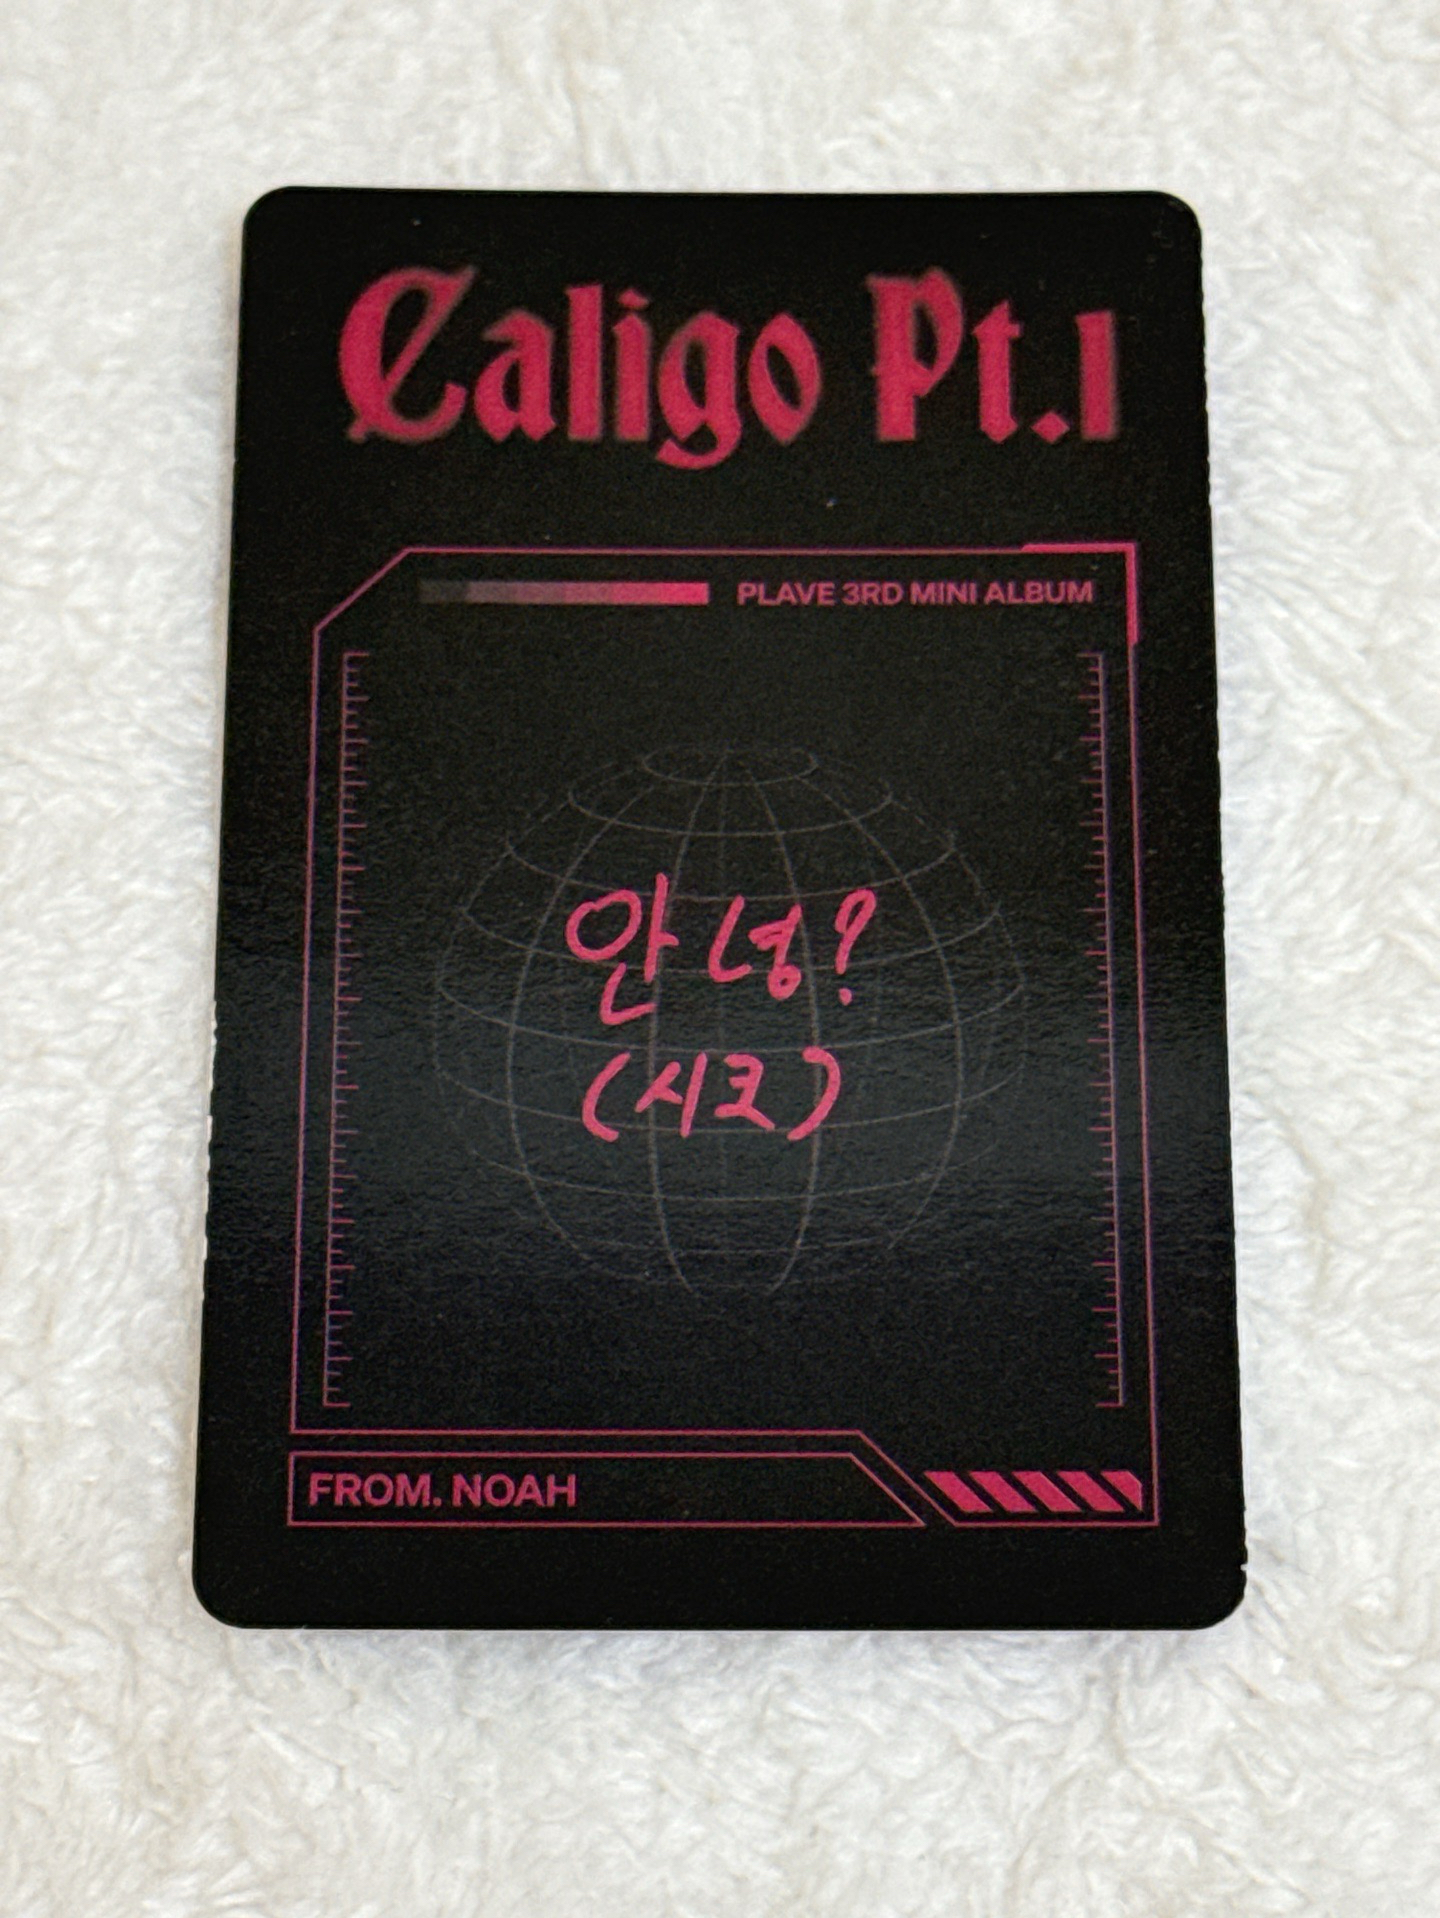 Caligo Pt.1
PLAVE 3RD MINI ALBUM
안녕?
(시크)
FROM. NOAH